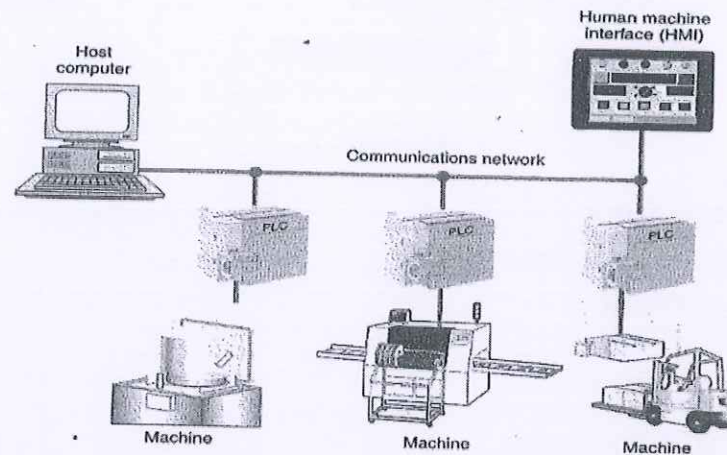 Human machine
interface (HMI)
Host
computer
Communications network
PLC
PLC
PLC
Machine
Machine
Machine